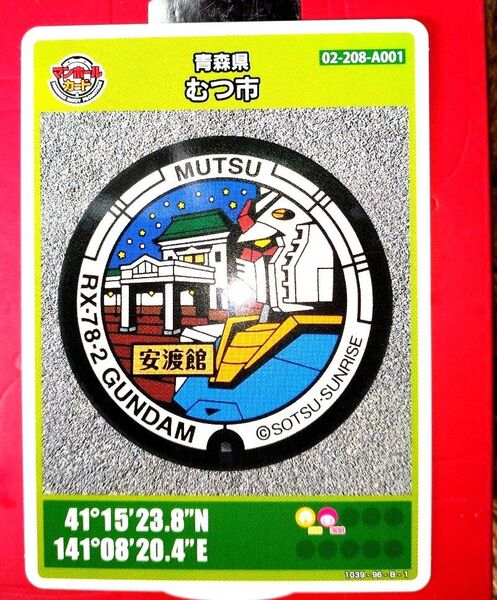 マンホール
カード
青森県
むつ市
02-208-A001
MUTSU
RX-78-2 GUNDAM
安渡館
©SOTSU・SUNRISE
41°15'23.8"N
141°08'20.4"E
1039-96-B-1